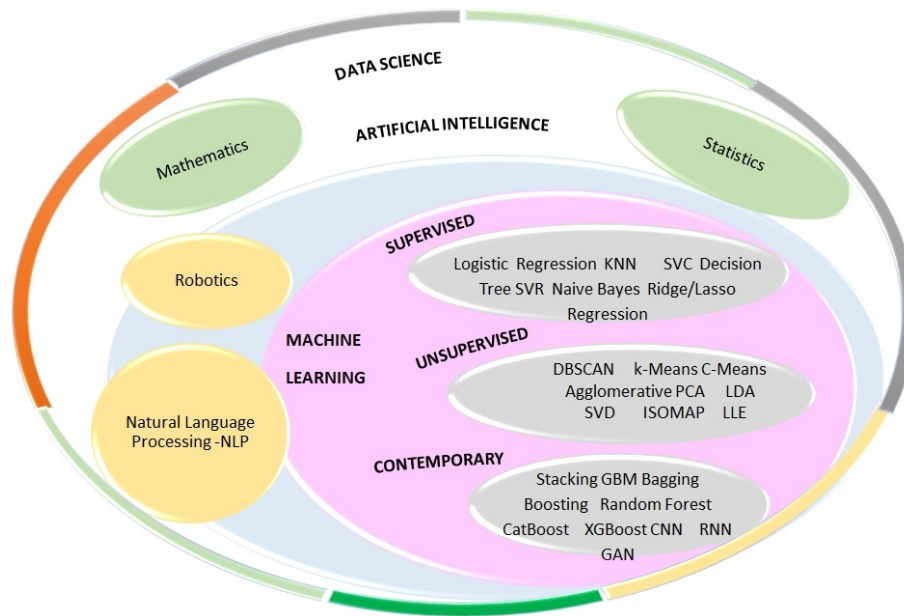 DATA SCIENCE
ARTIFICIAL INTELLIGENCE
Mathematics
Statistics
SUPERVISED
Logistic Regression KNN SVC Decision
Tree SVR Naive Bayes Ridge/Lasso
Regression
Robotics
MACHINE
LEARNING
UNSUPERVISED
DBSCAN k-Means C-Means
Agglomerative PCA LDA
SVD ISOMAP LLE
Natural Language
Processing -NLP
CONTEMPORARY
Stacking GBM Bagging
Boosting Random Forest
CatBoost XGBoost CNN RNN
GAN